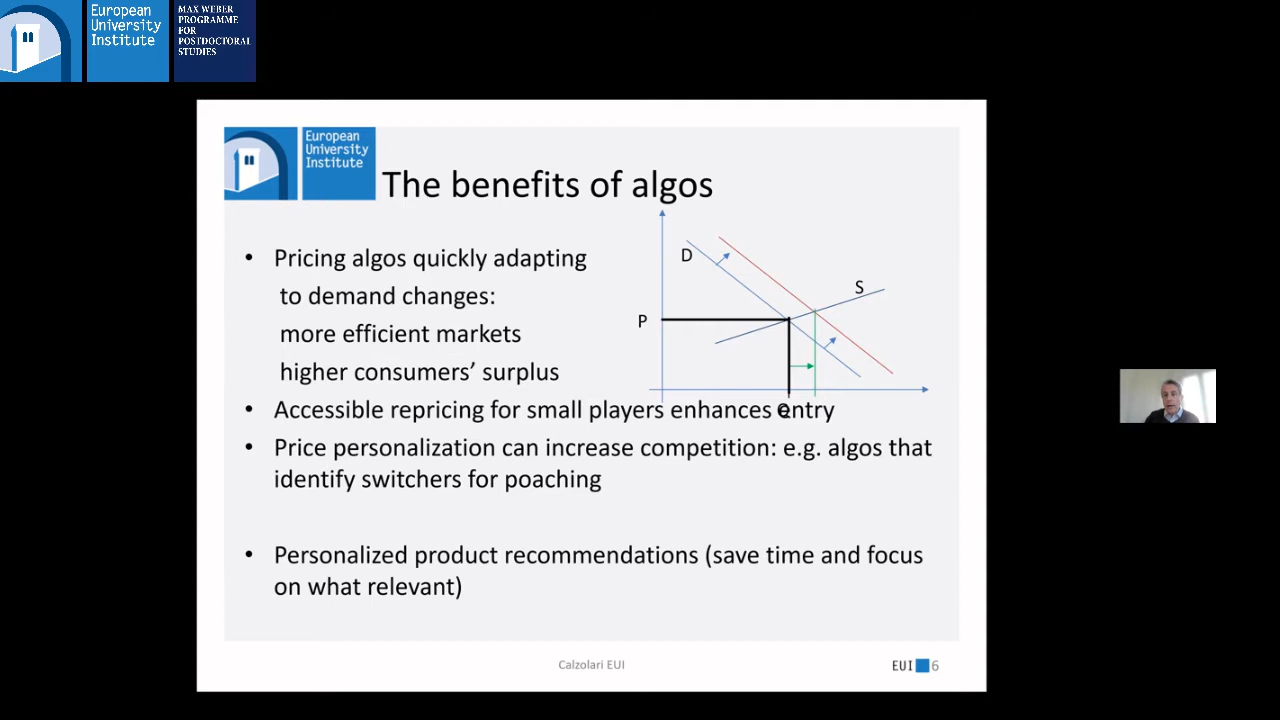 European
University
Institute
MAX WEBER
PROGRAMME
FOR
POSTDOCTORAL
STUDIES
European
University
Institute
The benefits of algos
• Pricing algos quickly adapting
to demand changes:
more efficient markets
higher consumers’ surplus
• Accessible repricing for small players enhances entry
• Price personalization can increase competition: e.g. algos that
identify switchers for poaching
• Personalized product recommendations (save time and focus
on what relevant)
D
S
P
Q
Calzolari EUI
EUI 6